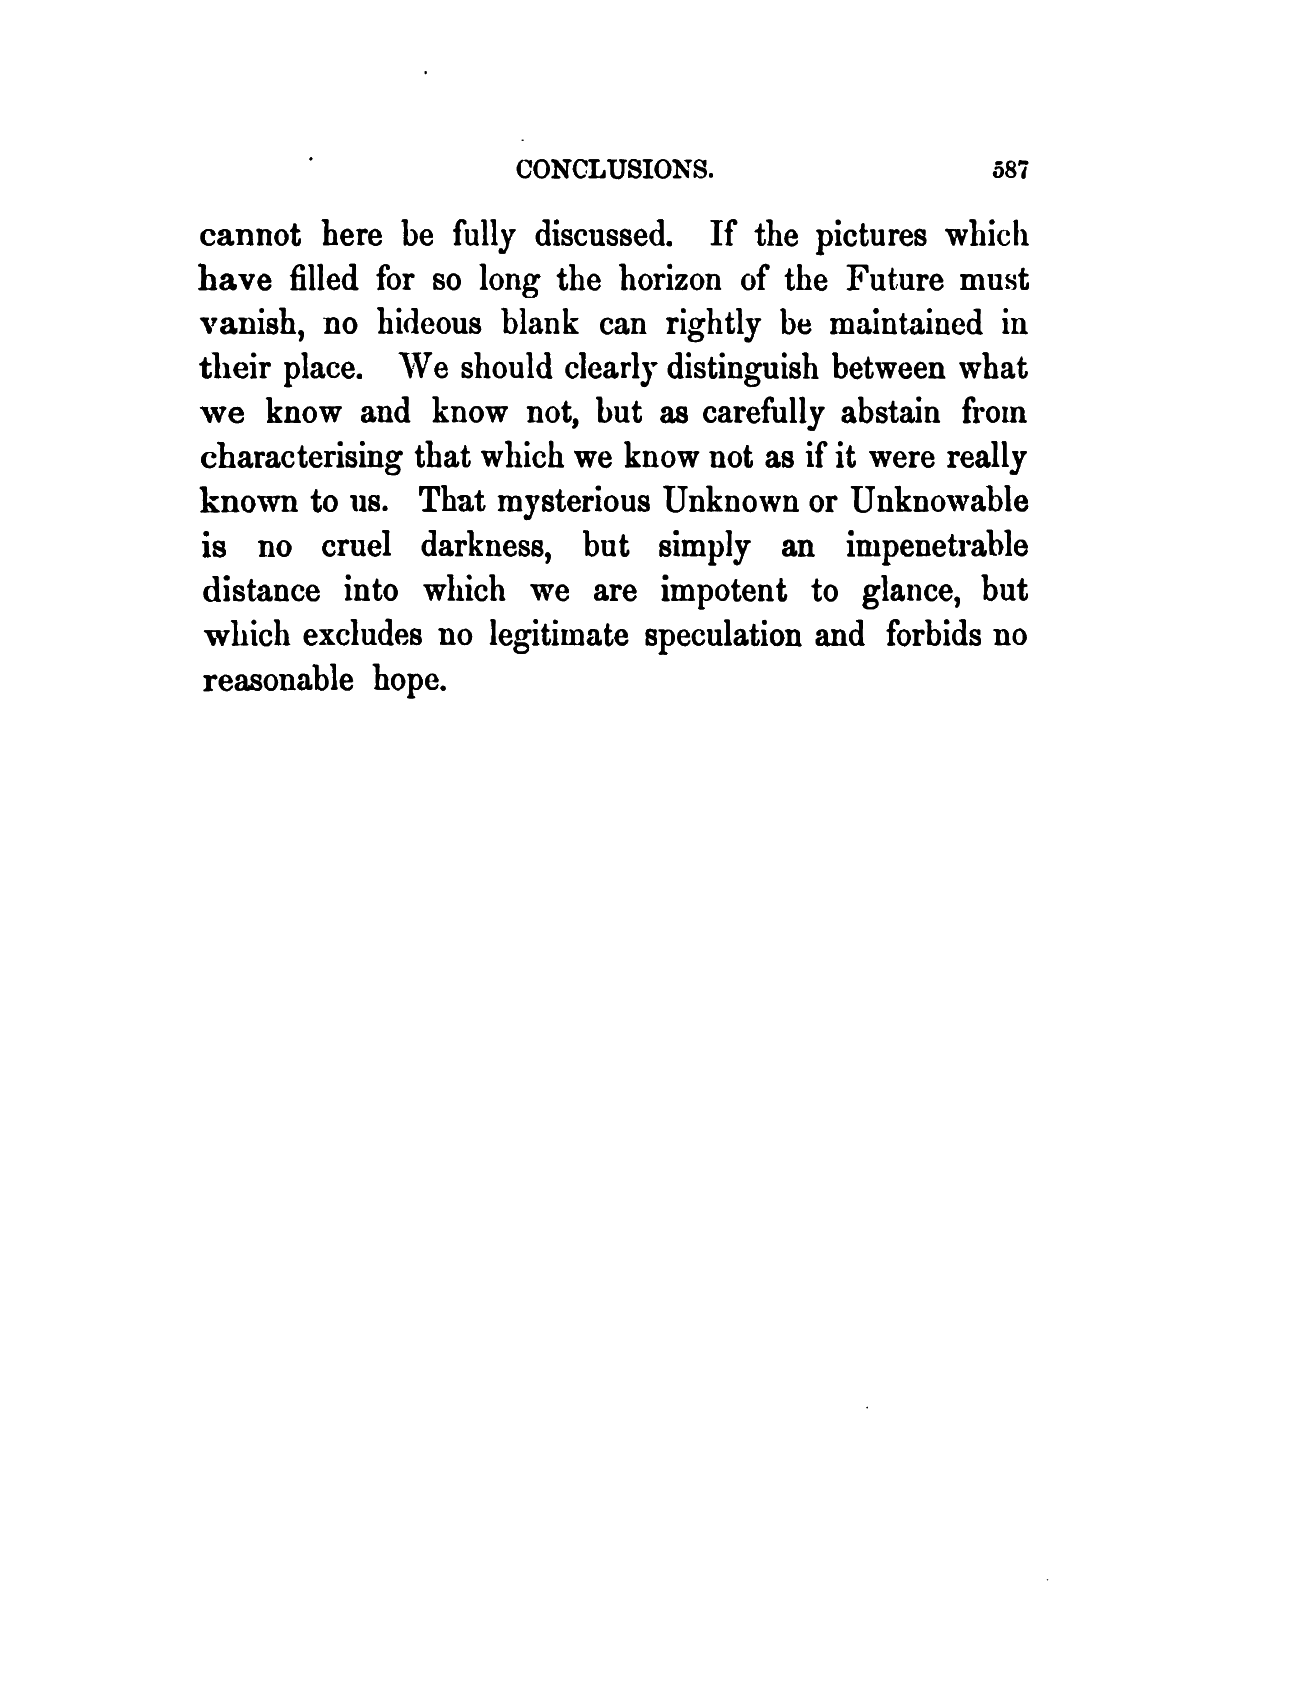 CONCLUSIONS. 587
cannot here be fully discussed. If the pictures which
have filled for so long the horizon of the Future must
vanish, no hideous blank can rightly be maintained in
their place. We should clearly distinguish between what
we know and know not, but as carefully abstain from
characterising that which we know not as if it were really
known to us. That mysterious Unknown or Unknowable
is no cruel darkness, but simply an impenetrable
distance into which we are impotent to glance, but
which excludes no legitimate speculation and forbids no
reasonable hope.